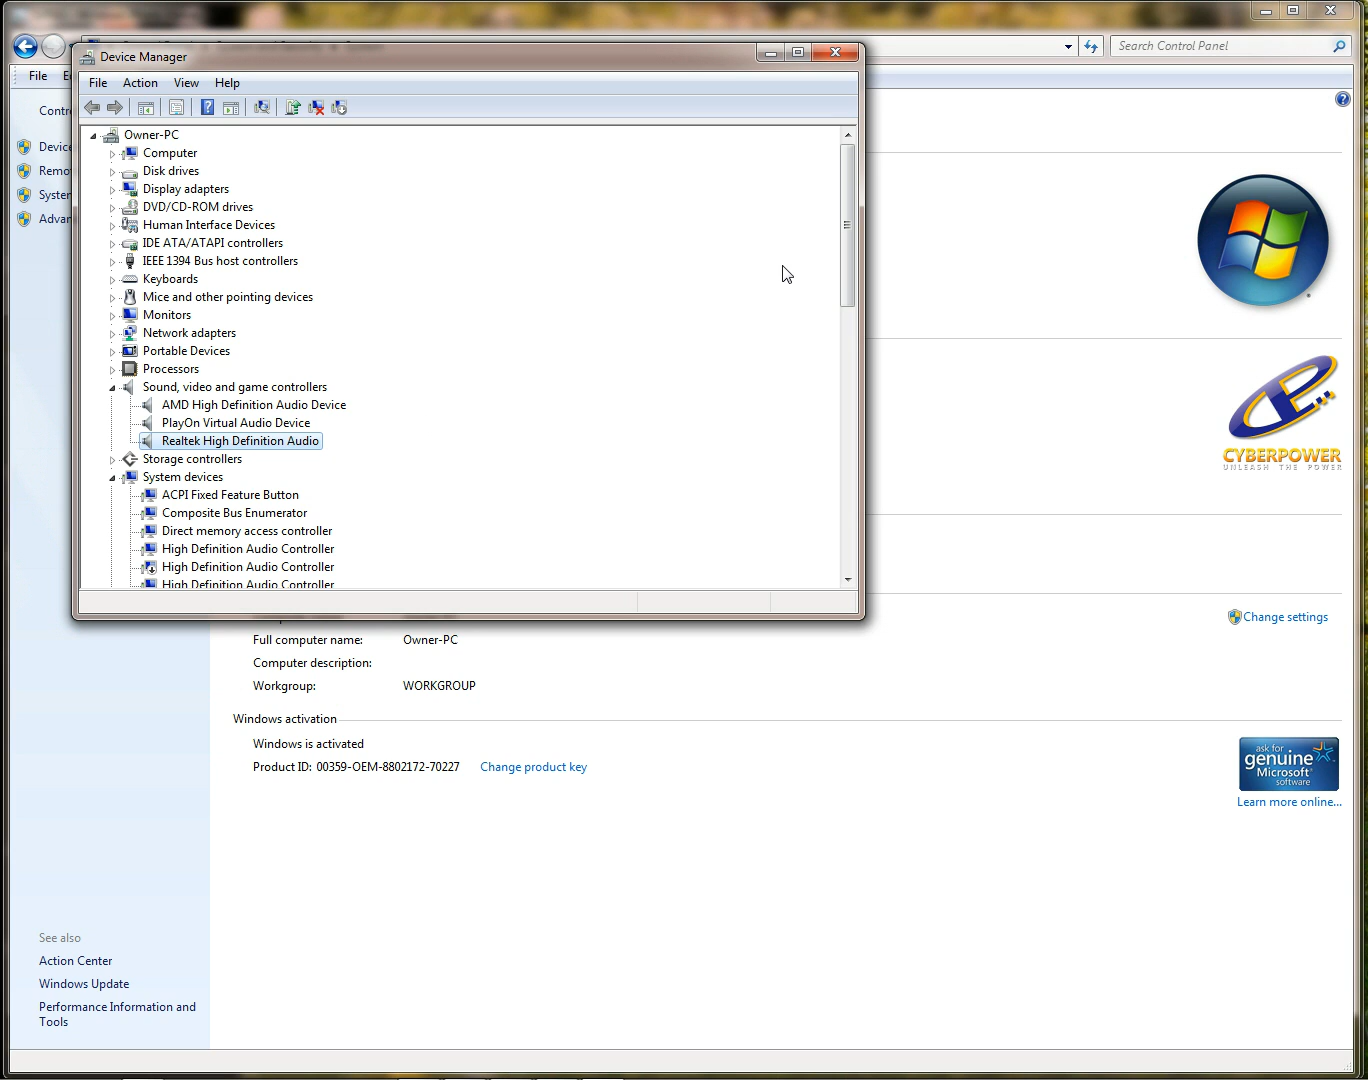 Search Control Panel
Device Manager
File
File Action View Help
Contr
Device
Remo
System
Advan
Owner-PC
Computer
Disk drives
Display adapters
DVD/CD-ROM drives
Human Interface Devices
IDE ATA/ATAPI controllers
IEEE 1394 Bus host controllers
Keyboards
Mice and other pointing devices
Monitors
Network adapters
Portable Devices
Processors
Sound, video and game controllers
AMD High Definition Audio Device
PlayOn Virtual Audio Device
Realtek High Definition Audio
Storage controllers
System devices
ACPI Fixed Feature Button
Composite Bus Enumerator
Direct memory access controller
High Definition Audio Controller
High Definition Audio Controller
High Definition Audio Controller
CYBERPOWER
UNLEASH THE POWER
Change settings
Full computer name: Owner-PC
Computer description:
Workgroup: WORKGROUP
Windows activation
Windows is activated
Product ID: 00359-OEM-8802172-70227 Change product key
ask for
genuine
Microsoft
software
Learn more online...
See also
Action Center
Windows Update
Performance Information and
Tools